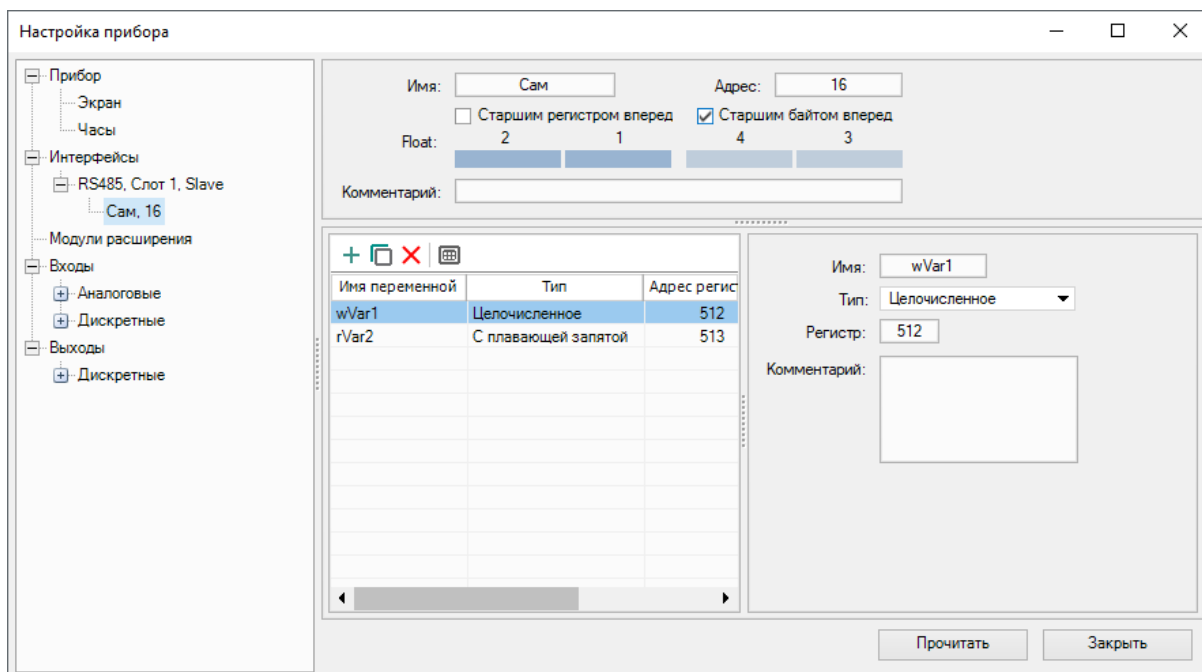 Настройка прибора
Прибор
Экран
Часы
Интерфейсы
RS485, Слот 1, Slave
Сам, 16
Модули расширения
Входы
Аналоговые
Дискретные
Выходы
Дискретные
Имя: Сам Адрес: 16
Старшим регистром вперед Старшим байтом вперед
Float: 2 1 4 3
Комментарий:
Имя переменной Тип Адрес регис
wVar1 Целочисленное 512
rVar2 С плавающей запятой 513
Имя: wVar1
Тип: Целочисленное
Регистр: 512
Комментарий:
Прочитать Закрыть